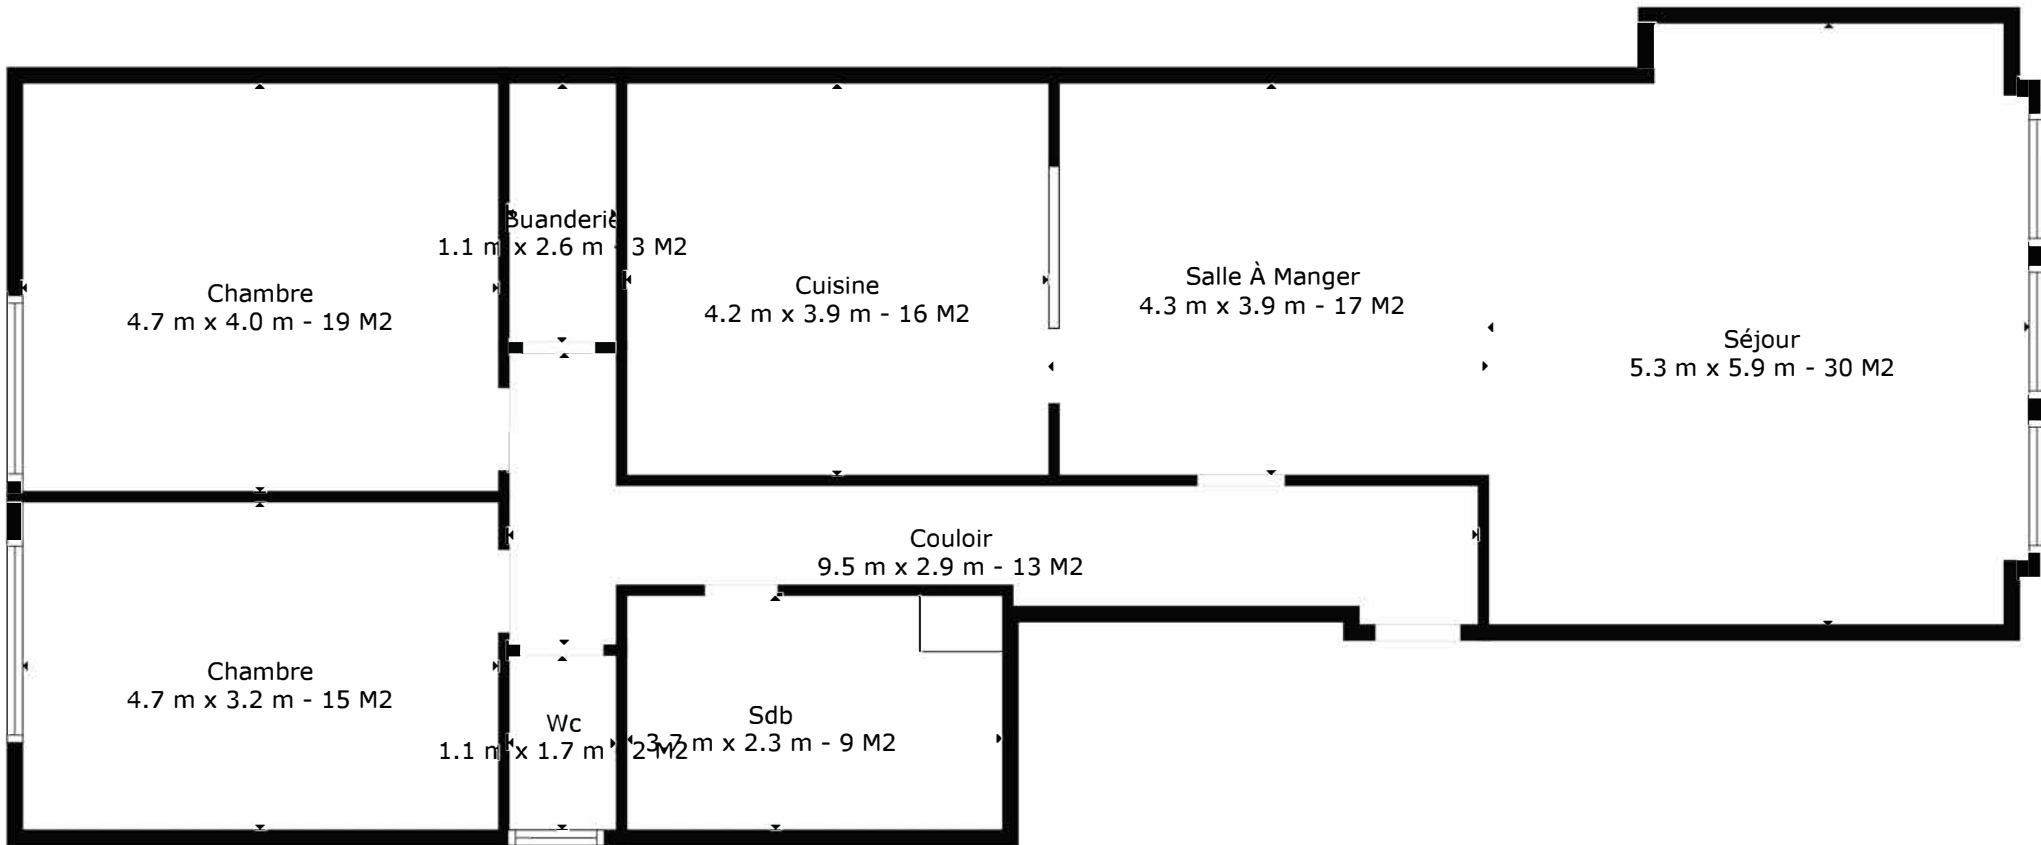 Chambre
4.7 m x 4.0 m - 19 M2
Buanderie
1.1 m x 2.6 m - 3 M2
Cuisine
4.2 m x 3.9 m - 16 M2
Salle À Manger
4.3 m x 3.9 m - 17 M2
Séjour
5.3 m x 5.9 m - 30 M2
Couloir
9.5 m x 2.9 m - 13 M2
Chambre
4.7 m x 3.2 m - 15 M2
Wc
1.1 m x 1.7 m - 2 M2
Sdb
3.7 m x 2.3 m - 9 M2